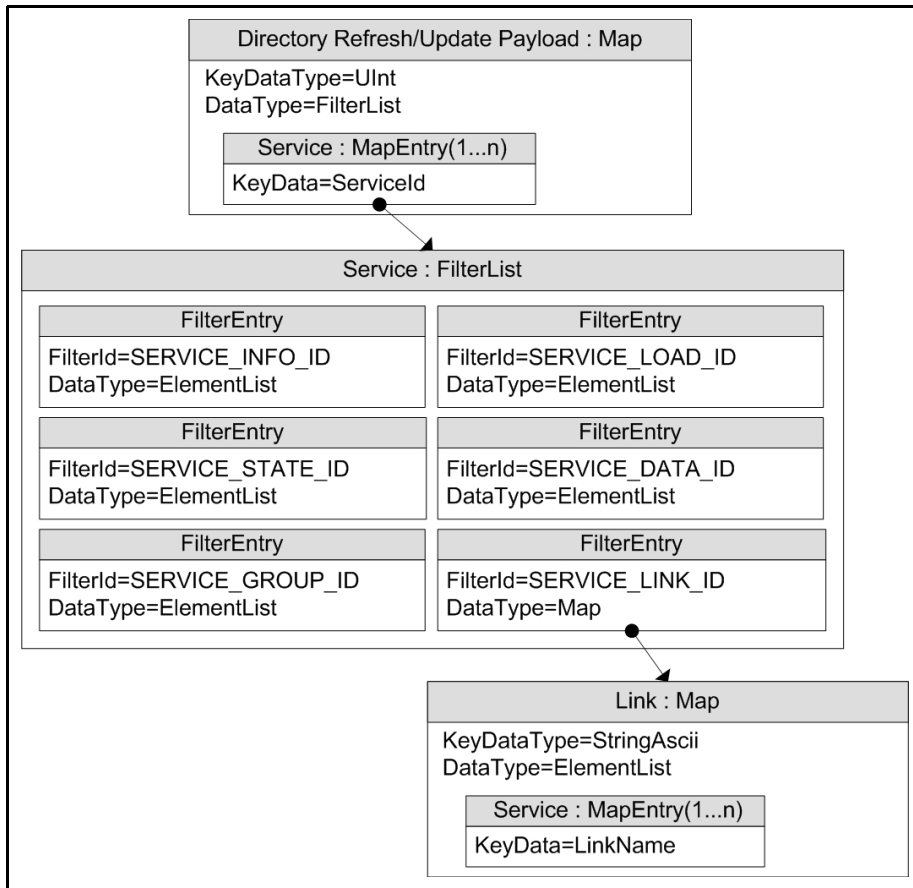 Directory Refresh/Update Payload : Map
KeyDataType=UInt
DataType=FilterList
Service : MapEntry(1...n)
KeyData=ServiceId
Service : FilterList
FilterEntry
FilterId=SERVICE_INFO_ID
DataType=ElementList
FilterEntry
FilterId=SERVICE_LOAD_ID
DataType=ElementList
FilterEntry
FilterId=SERVICE_STATE_ID
DataType=ElementList
FilterEntry
FilterId=SERVICE_DATA_ID
DataType=ElementList
FilterEntry
FilterId=SERVICE_GROUP_ID
DataType=ElementList
FilterEntry
FilterId=SERVICE_LINK_ID
DataType=Map
Link : Map
KeyDataType=StringAscii
DataType=ElementList
Service : MapEntry(1...n)
KeyData=LinkName